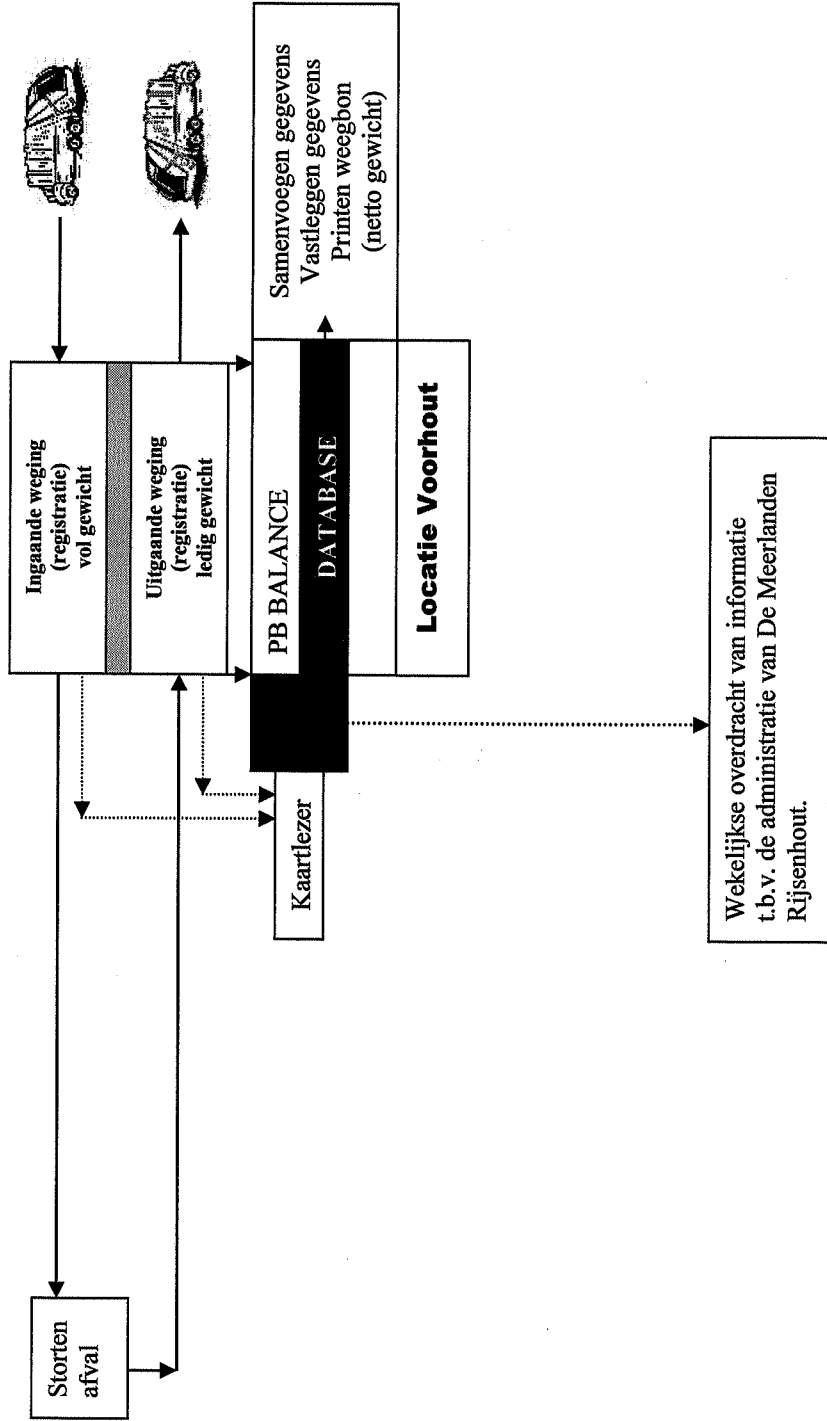 Storten
afval
Ingaande weging
(registratie)
vol gewicht
Uitgaande weging
(registratie)
ledig gewicht
Kaartlezer
PB BALANCE
DATABASE
Locatie Voorhout
Samenvoegen gegevens
Vastleggen gegevens
Printen weegbon
(netto gewicht)
Wekelijkse overdracht van informatie
t.b.v. de administratie van De Meerlanden
Rijsenhout.